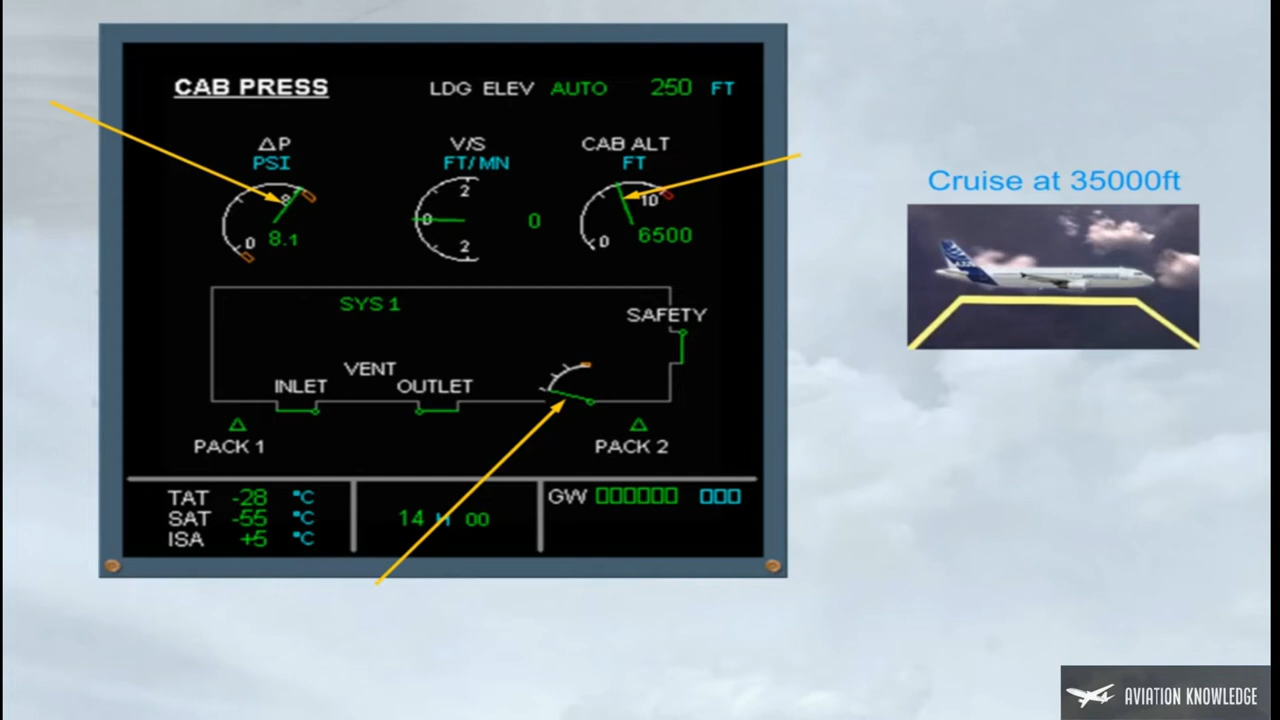 CAB PRESS LDG ELEV AUTO 250 FT
ΔP V/S CAB ALT
PSI FT/MN FT
8 2 10
0 8.1 0 0 0 6500
2
Cruise at 35000ft
SYS 1
SAFETY
VENT
INLET OUTLET
PACK 1 PACK 2
TAT -28 °C GW
SAT -55 °C 14 H 00
ISA +5 °C
AVIATION KNOWLEDGE